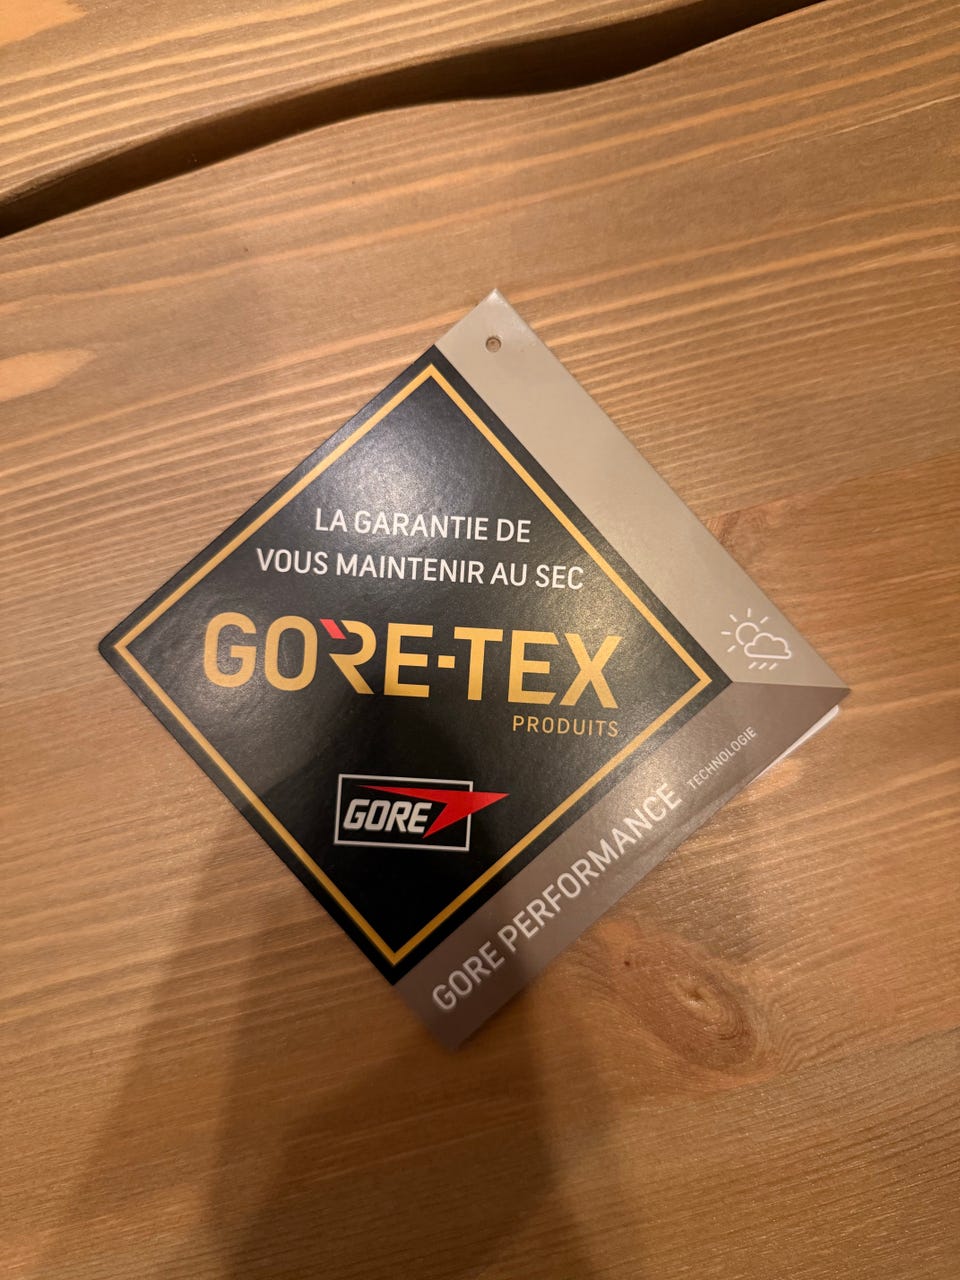 LA GARANTIE DE
VOUS MAINTENIR AU SEC
GORE-TEX
PRODUITS
GORE
GORE PERFORMANCE TECHNOLOGIE